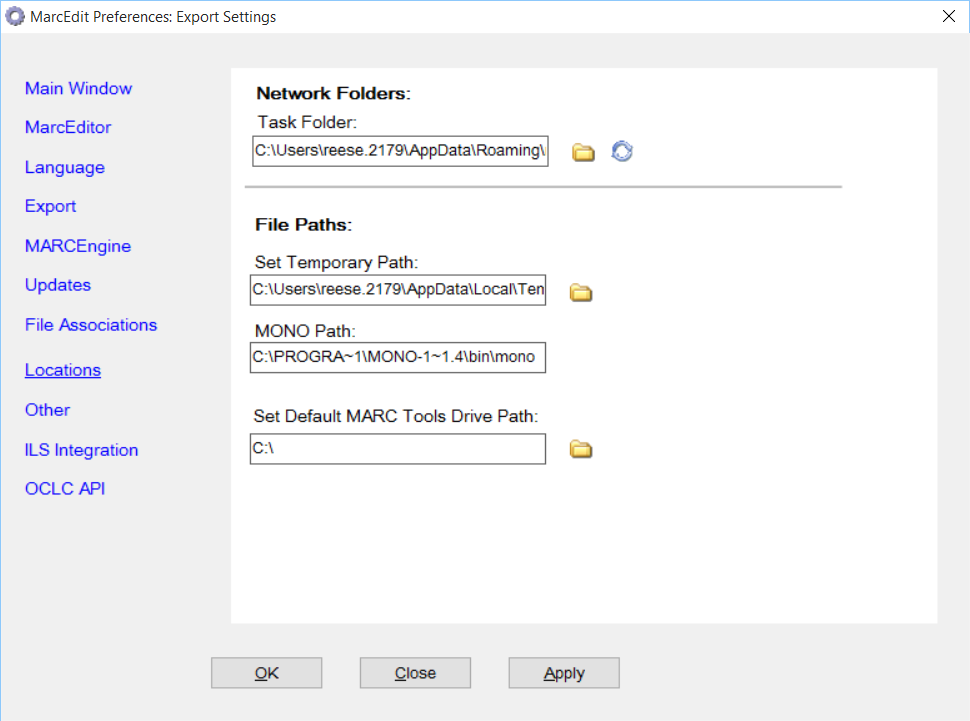 MarcEdit Preferences: Export Settings
Main Window
MarcEditor
Language
Export
MARCEngine
Updates
File Associations
Locations
Other
ILS Integration
OCLC API
Network Folders:
Task Folder:
C:\Users\reese.2179\AppData\Roaming\
File Paths:
Set Temporary Path:
C:\Users\reese.2179\AppData\Local\Ten
MONO Path:
C:\PROGRA~1\MONO-1~1.4\bin\mono
Set Default MARC Tools Drive Path:
C:\
OK Close Apply